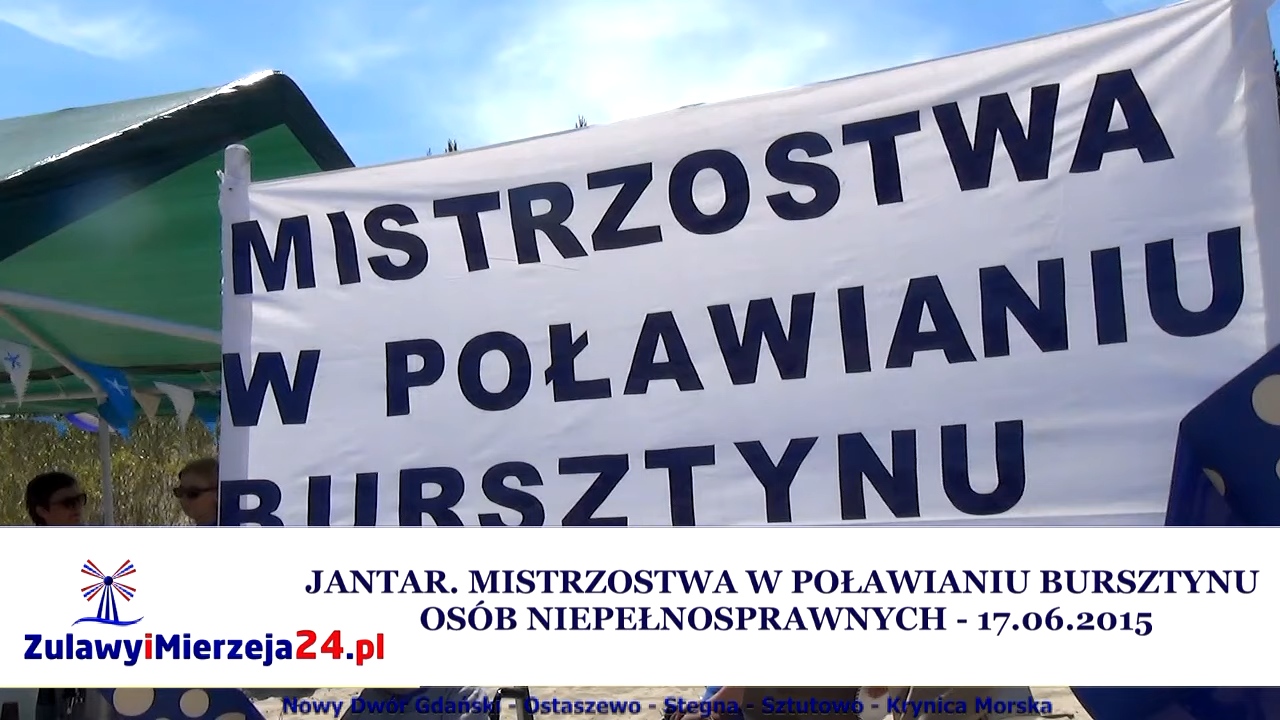 MISTRZOSTWA
W POŁAWIANIU
BURSZTYNU
JANTAR. MISTRZOSTWA W POŁAWIANIU BURSZTYNU
OSÓB NIEPEŁNOSPRAWNYCH - 17.06.2015
ZulawyiMierzeja24.pl
Nowy Dwór Gdański - Ostaszewo - Stegna - Sztutowo - Krynica Morska